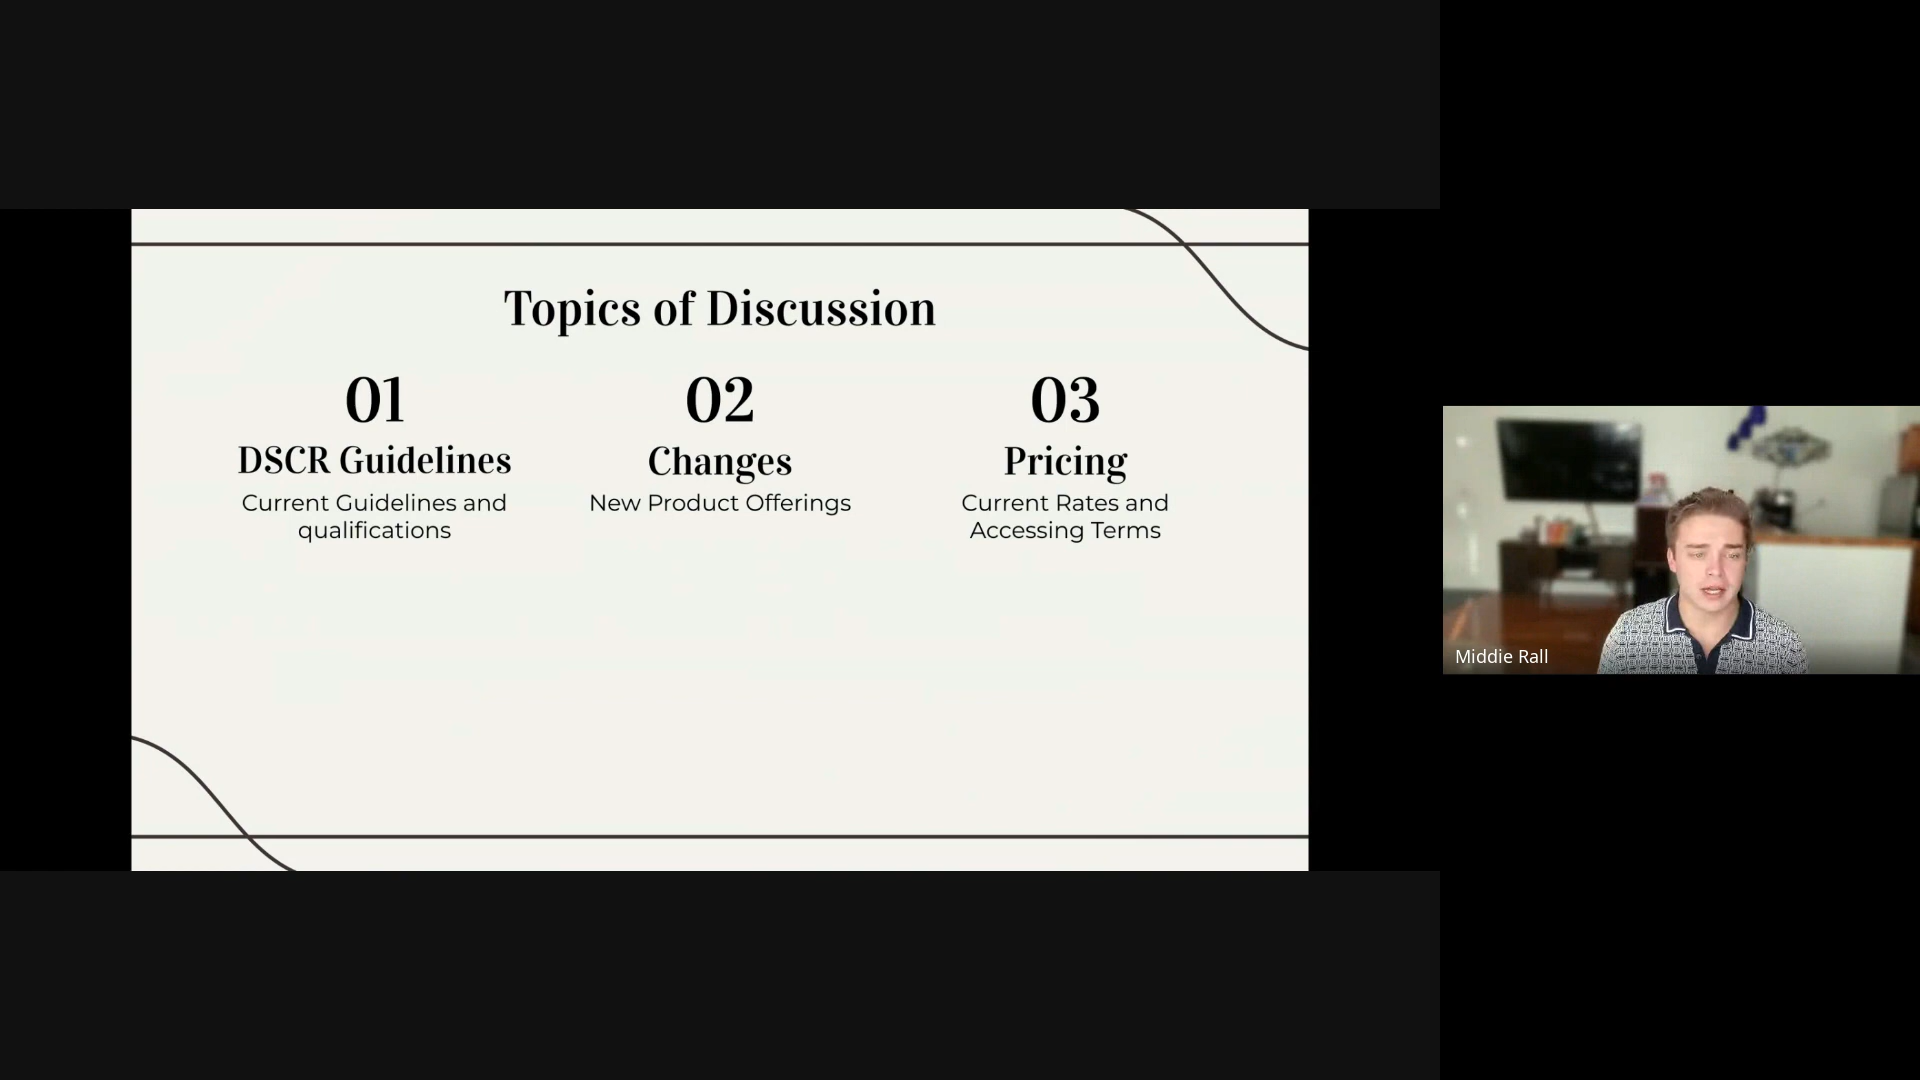 Topics of Discussion
01
DSCR Guidelines
Current Guidelines and
qualifications
02
Changes
New Product Offerings
03
Pricing
Current Rates and
Accessing Terms
Middie Rall